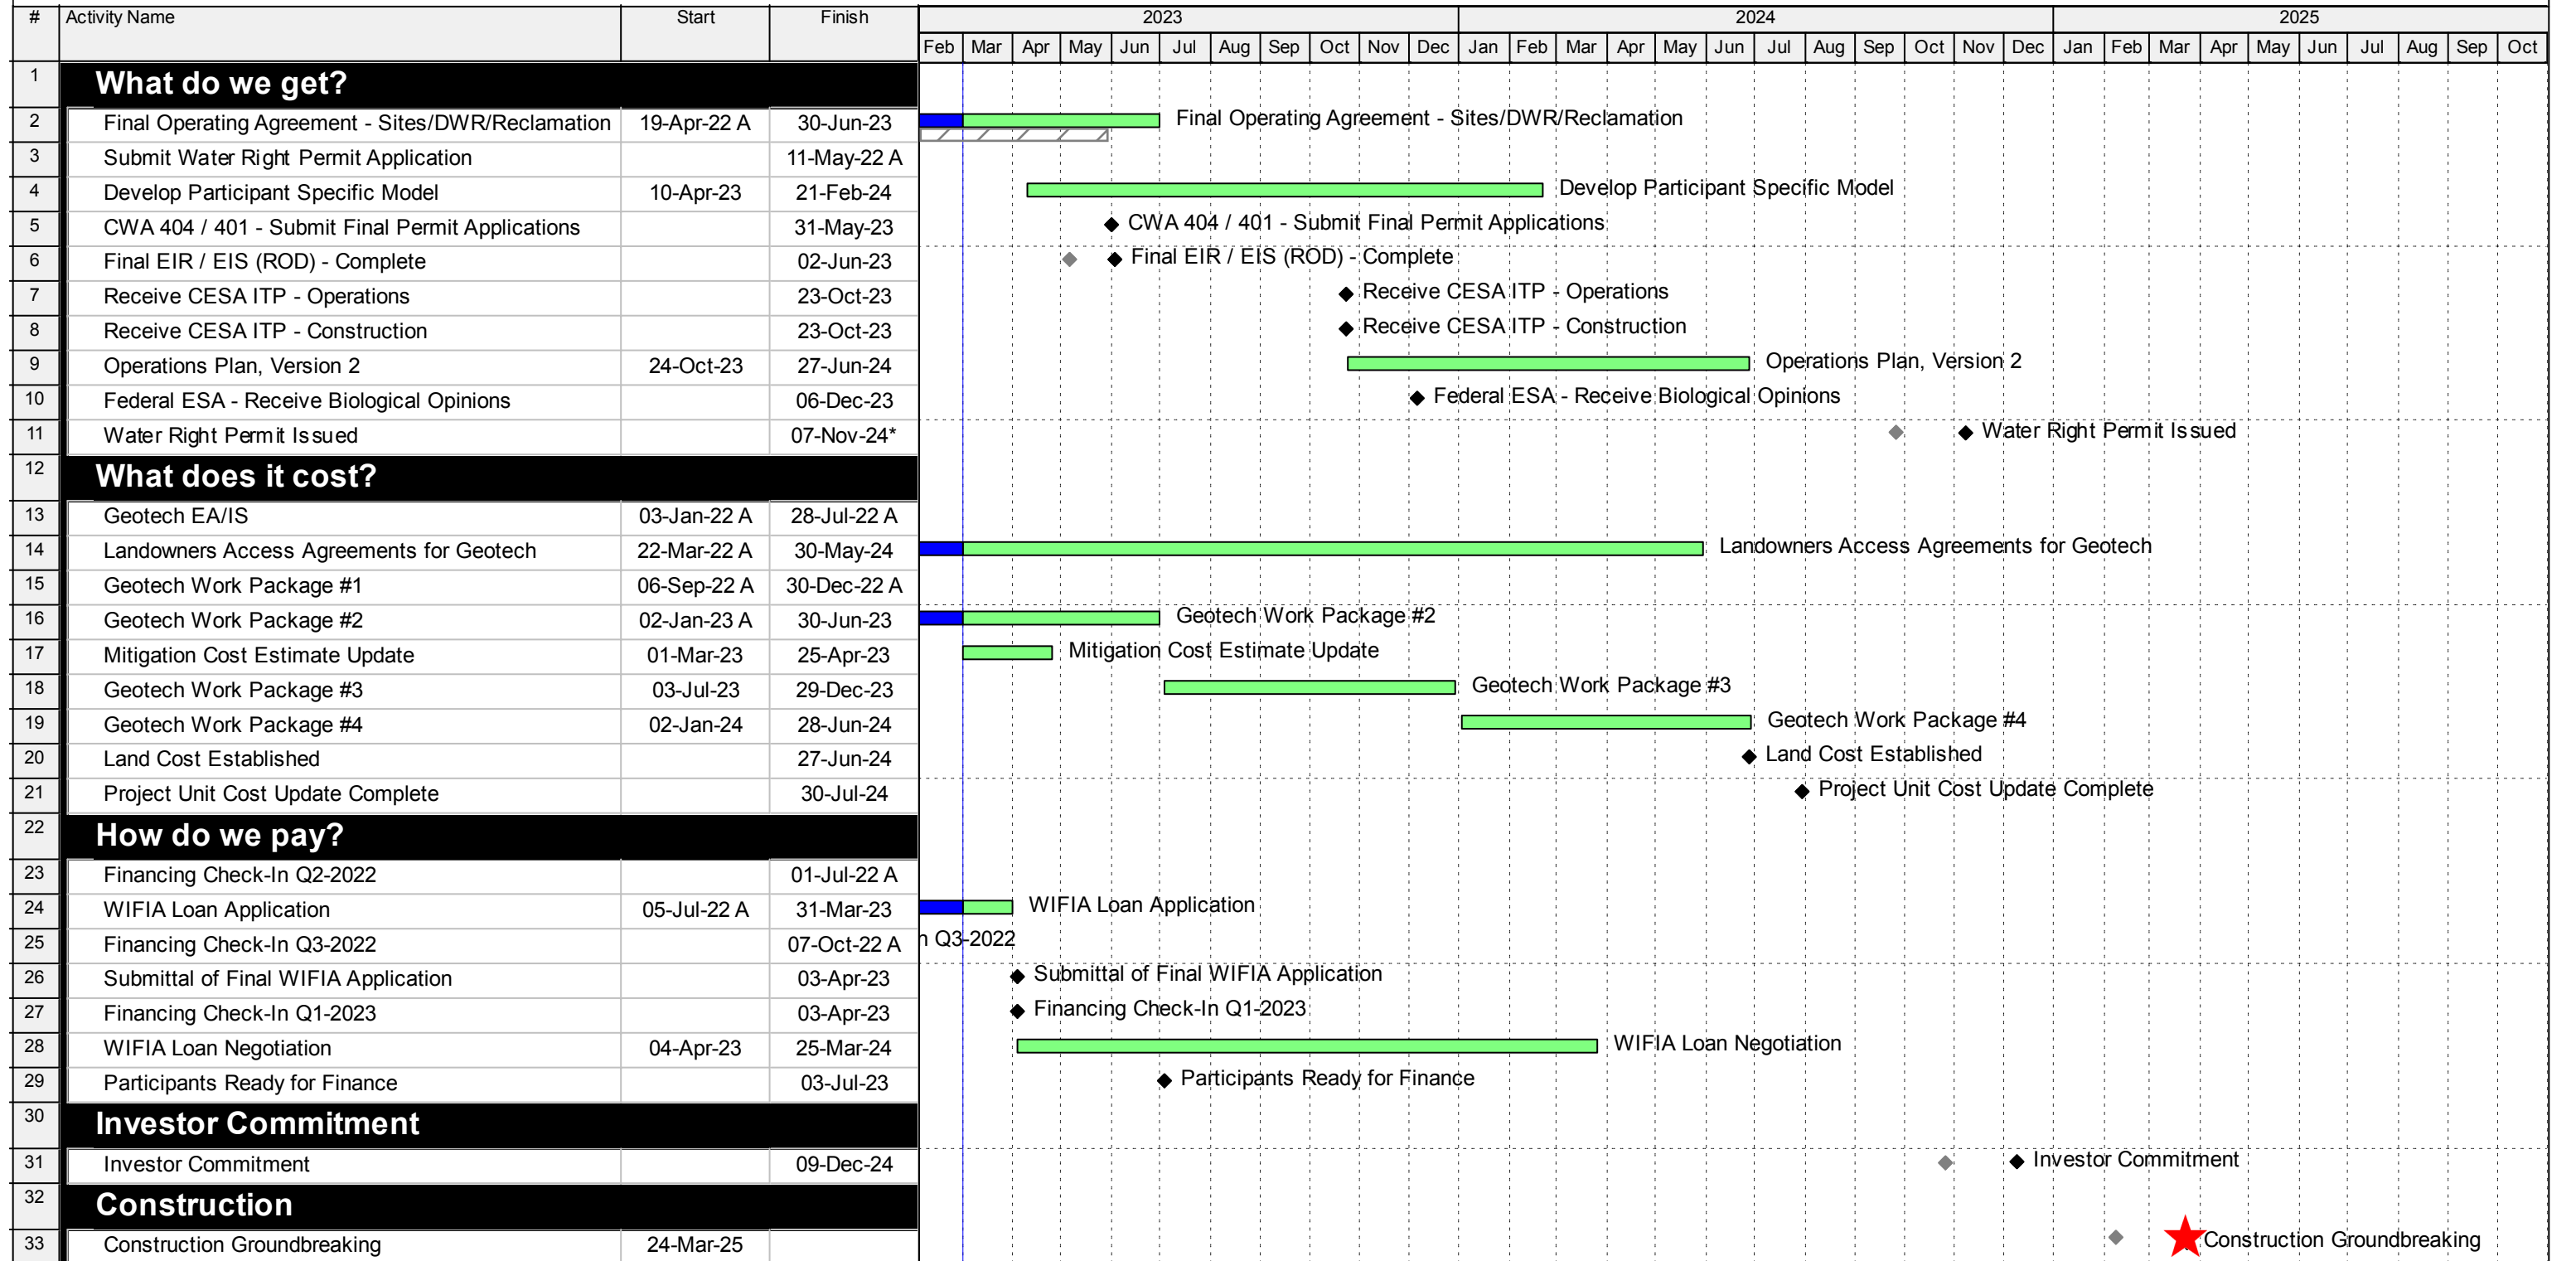 # Activity Name Start Finish 2023 2024 2025
Feb Mar Apr May Jun Jul Aug Sep Oct Nov Dec Jan Feb Mar Apr May Jun Jul Aug Sep Oct Nov Dec Jan Feb Mar Apr May Jun Jul Aug Sep Oct
1 What do we get?
2 Final Operating Agreement - Sites/DWR/Reclamation 19-Apr-22 A 30-Jun-23 Final Operating Agreement - Sites/DWR/Reclamation
3 Submit Water Right Permit Application 11-May-22 A
4 Develop Participant Specific Model 10-Apr-23 21-Feb-24 Develop Participant Specific Model
5 CWA 404 / 401 - Submit Final Permit Applications 31-May-23 CWA 404 / 401 - Submit Final Permit Applications
6 Final EIR / EIS (ROD) - Complete 02-Jun-23 Final EIR / EIS (ROD) - Complete
7 Receive CESA ITP - Operations 23-Oct-23 Receive CESA ITP - Operations
8 Receive CESA ITP - Construction 23-Oct-23 Receive CESA ITP - Construction
9 Operations Plan, Version 2 24-Oct-23 27-Jun-24 Operations Plan, Version 2
10 Federal ESA - Receive Biological Opinions 06-Dec-23 Federal ESA - Receive Biological Opinions
11 Water Right Permit Issued 07-Nov-24* Water Right Permit Issued
12 What does it cost?
13 Geotech EA/IS 03-Jan-22 A 28-Jul-22 A
14 Landowners Access Agreements for Geotech 22-Mar-22 A 30-May-24 Landowners Access Agreements for Geotech
15 Geotech Work Package #1 06-Sep-22 A 30-Dec-22 A
16 Geotech Work Package #2 02-Jan-23 A 30-Jun-23 Geotech Work Package #2
17 Mitigation Cost Estimate Update 01-Mar-23 25-Apr-23 Mitigation Cost Estimate Update
18 Geotech Work Package #3 03-Jul-23 29-Dec-23 Geotech Work Package #3
19 Geotech Work Package #4 02-Jan-24 28-Jun-24 Geotech Work Package #4
20 Land Cost Established 27-Jun-24 Land Cost Established
21 Project Unit Cost Update Complete 30-Jul-24 Project Unit Cost Update Complete
22 How do we pay?
23 Financing Check-In Q2-2022 01-Jul-22 A
24 WIFIA Loan Application 05-Jul-22 A 31-Mar-23 WIFIA Loan Application
25 Financing Check-In Q3-2022 07-Oct-22 A n Q3-2022
26 Submittal of Final WIFIA Application 03-Apr-23 Submittal of Final WIFIA Application
27 Financing Check-In Q1-2023 03-Apr-23 Financing Check-In Q1-2023
28 WIFIA Loan Negotiation 04-Apr-23 25-Mar-24 WIFIA Loan Negotiation
29 Participants Ready for Finance 03-Jul-23 Participants Ready for Finance
30 Investor Commitment
31 Investor Commitment 09-Dec-24 Investor Commitment
32 Construction
33 Construction Groundbreaking 24-Mar-25 Construction Groundbreaking